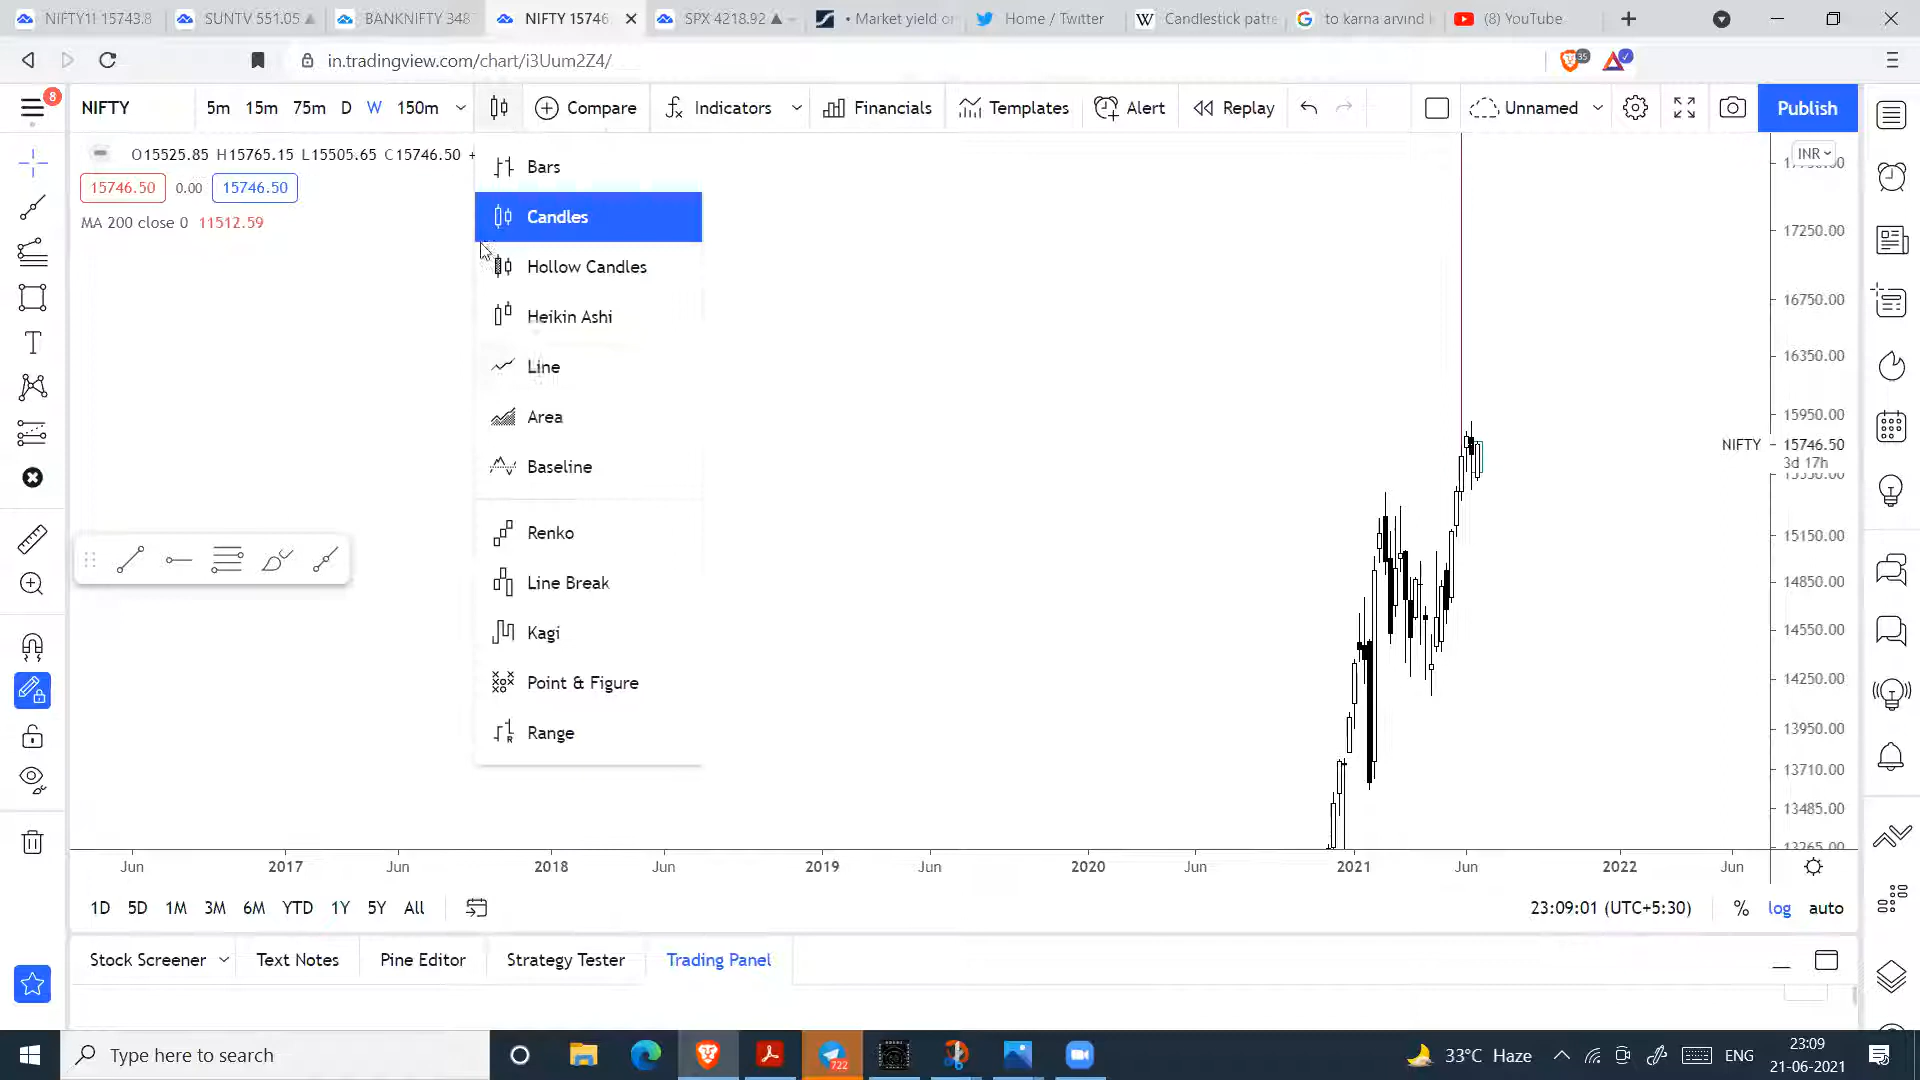 NIFTY11 15743.8
SUNTV 551.05
BANKNIFTY 348
NIFTY 15746
SPX 4218.92
• Market yield on
Home / Twitter
Candlestick patte
to karna arvind k
(8) YouTube
in.tradingview.com/chart/i3Uum2Z4/
35
8
NIFTY
5m
15m
75m
D
W
150m
Compare
Indicators
Financials
Templates
Alert
Replay
Unnamed
Publish
O15525.85 H15765.15 L15505.65 C15746.50 +
15746.50
0.00
15746.50
MA 200 close 0 11512.59
Bars
Candles
Hollow Candles
Heikin Ashi
Line
Area
Baseline
Renko
Line Break
Kagi
Point & Figure
Range
INR
17250.00
16750.00
16350.00
15950.00
NIFTY
15746.50
3d 17h
15150.00
14850.00
14550.00
14250.00
13950.00
13710.00
13485.00
13265.00
Jun
2017
Jun
2018
Jun
2019
Jun
2020
Jun
2021
Jun
2022
Jun
1D
5D
1M
3M
6M
YTD
1Y
5Y
All
23:09:01 (UTC+5:30)
%
log
auto
Stock Screener
Text Notes
Pine Editor
Strategy Tester
Trading Panel
Type here to search
722
33°C Haze
ENG
23:09
21-06-2021